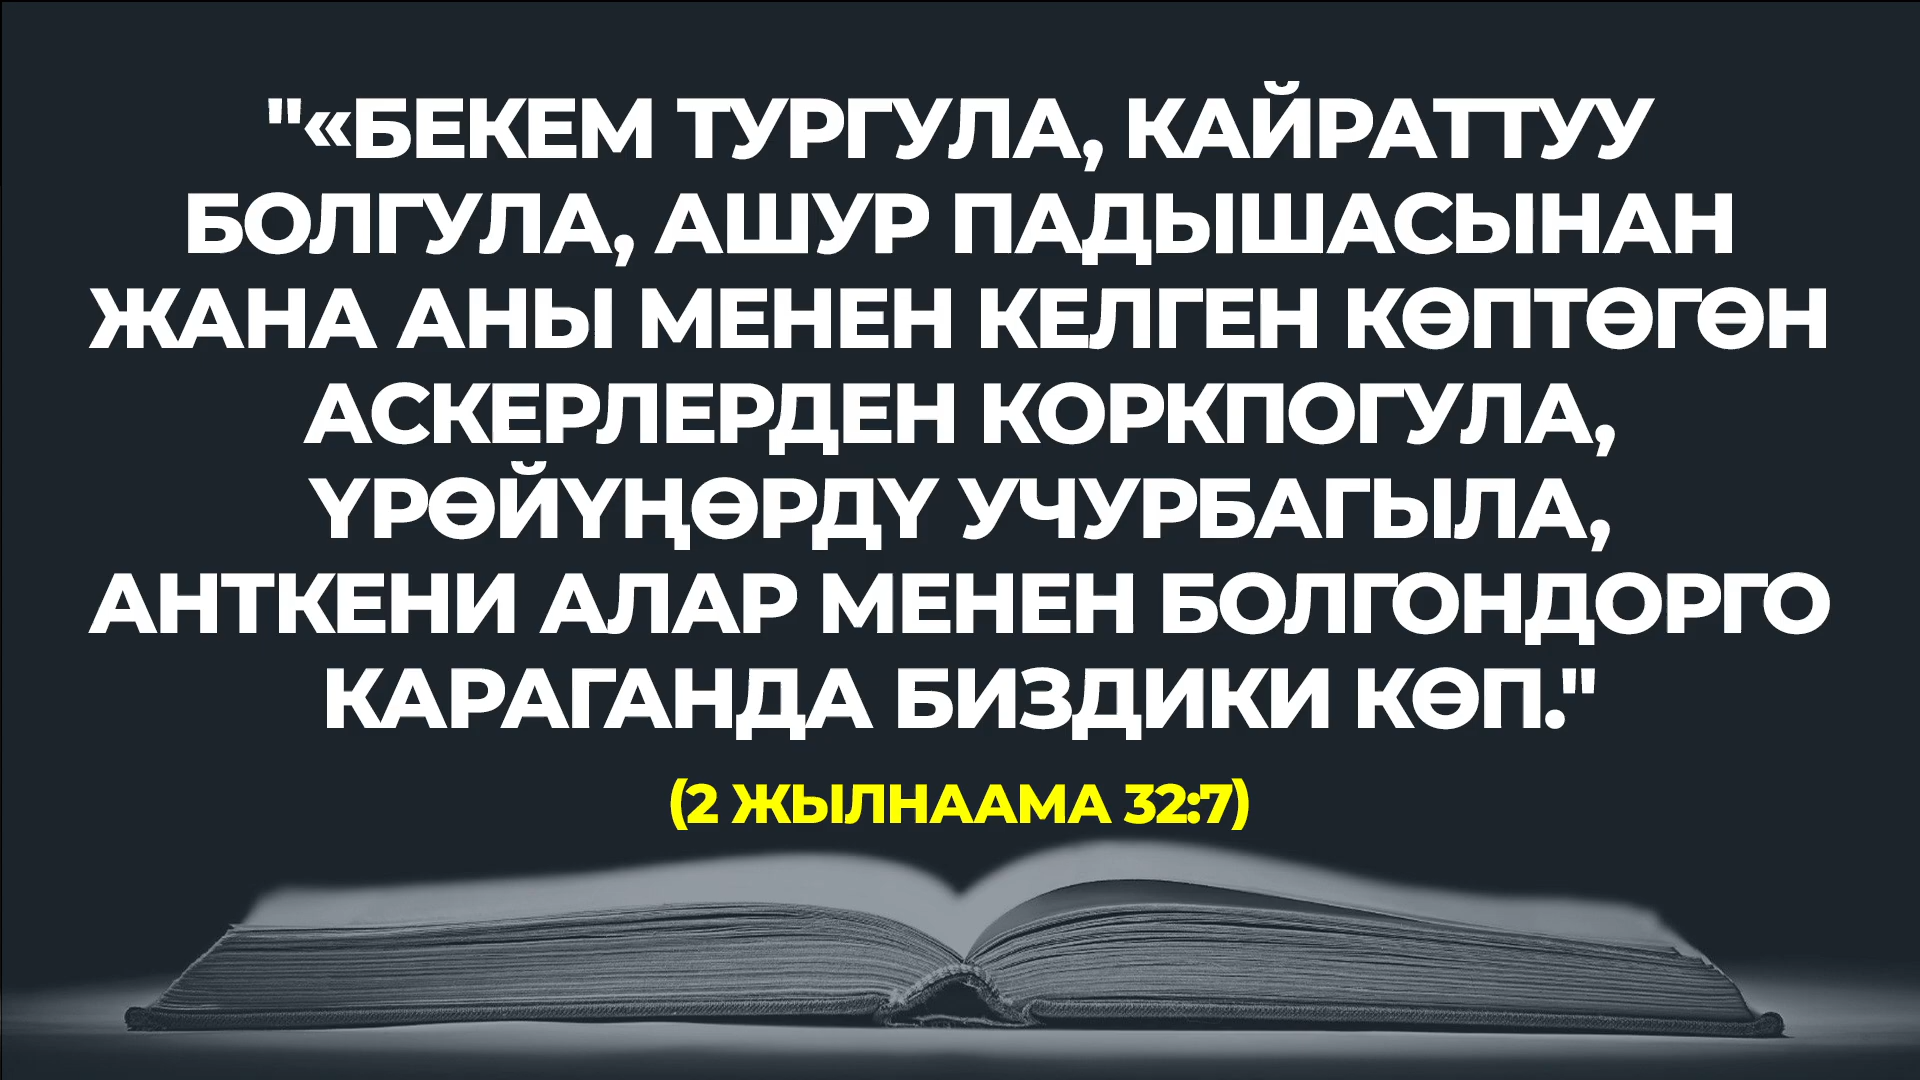 "«БЕКЕМ ТУРГУЛА, КАЙРАТТУУ
БОЛГУЛА, АШУР ПАДЫШАСЫНАН
ЖАНА АНЫ МЕНЕН КЕЛГЕН КӨПТӨГӨН
АСКЕРЛЕРДЕН КОРКПОГУЛА,
ҮРӨЙҮҢӨРДҮ УЧУРБАГЫЛА,
АНТКЕНИ АЛАР МЕНЕН БОЛГОНДОРГО
КАРАГАНДА БИЗДИКИ КӨП."
(2 ЖЫЛНААМА 32:7)